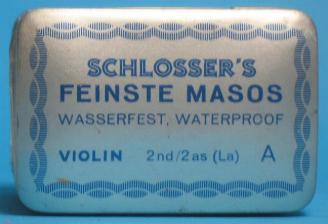 SCHLOSSER'S
FEINSTE MASOS
WASSERFEST, WATERPROOF
VIOLIN 2nd/2as (La) A